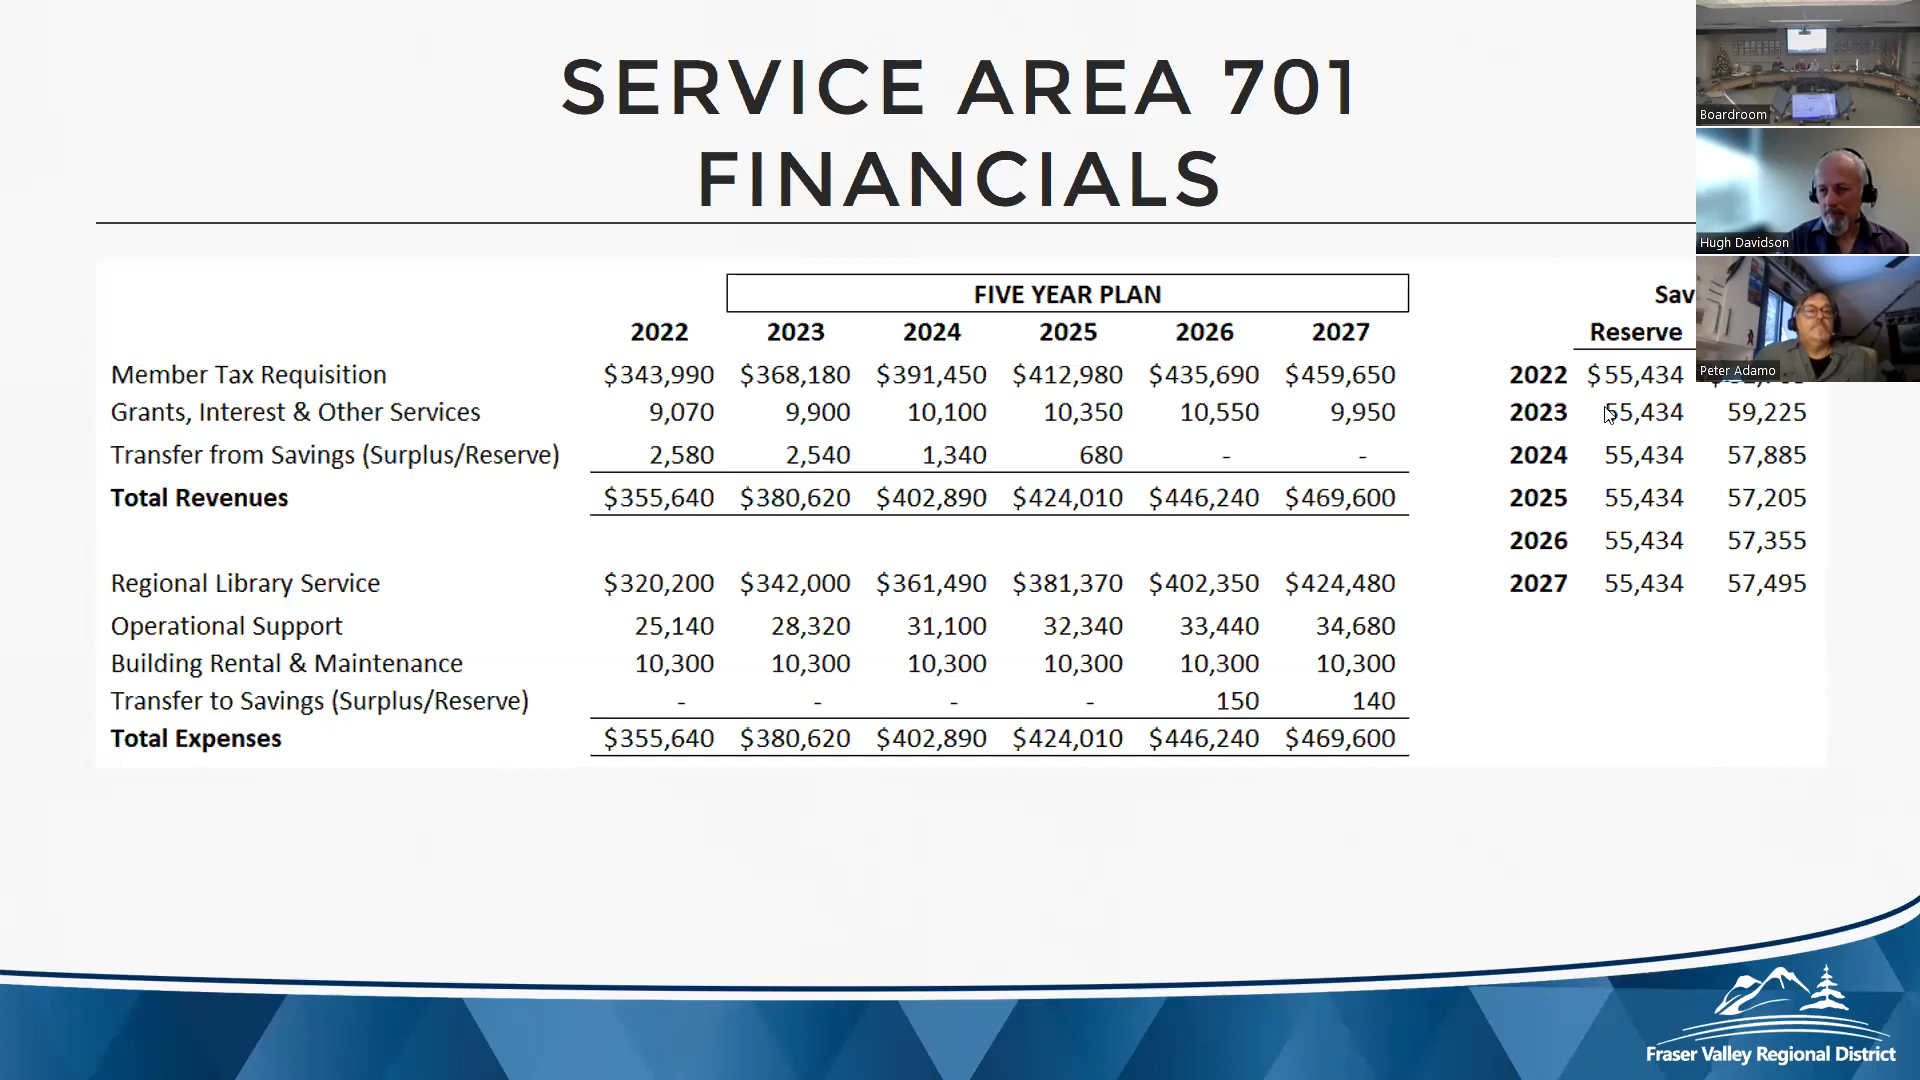 SERVICE AREA 701
FINANCIALS
FIVE YEAR PLAN
2022 2023 2024 2025 2026 2027
Member Tax Requisition $343,990 $368,180 $391,450 $412,980 $435,690 $459,650
Grants, Interest & Other Services 9,070 9,900 10,100 10,350 10,550 9,950
Transfer from Savings (Surplus/Reserve) 2,580 2,540 1,340 680 - -
Total Revenues $355,640 $380,620 $402,890 $424,010 $446,240 $469,600
Regional Library Service $320,200 $342,000 $361,490 $381,370 $402,350 $424,480
Operational Support 25,140 28,320 31,100 32,340 33,440 34,680
Building Rental & Maintenance 10,300 10,300 10,300 10,300 10,300 10,300
Transfer to Savings (Surplus/Reserve) - - - - 150 140
Total Expenses $355,640 $380,620 $402,890 $424,010 $446,240 $469,600
Sav
Reserve
2022 $55,434
2023 55,434 59,225
2024 55,434 57,885
2025 55,434 57,205
2026 55,434 57,355
2027 55,434 57,495
Boardroom
Hugh Davidson
Peter Adamo
Fraser Valley Regional District